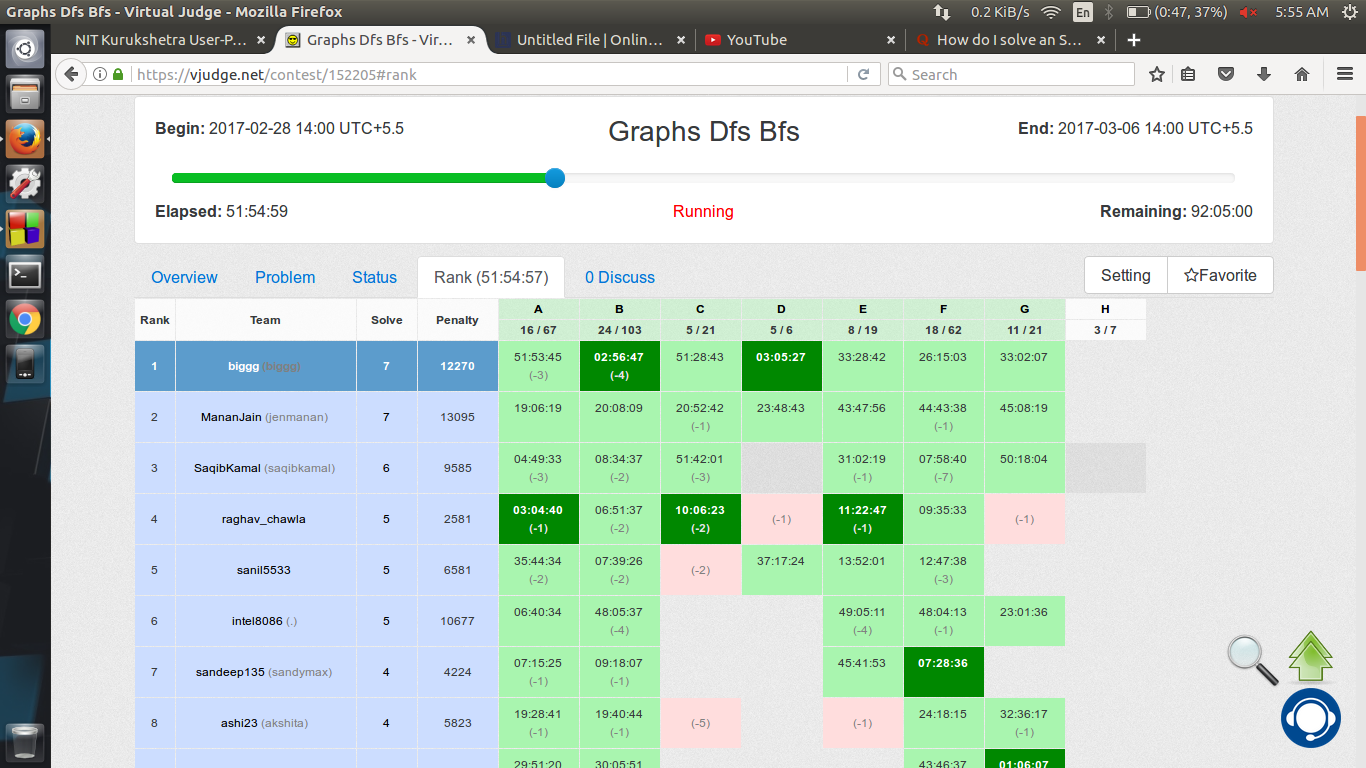 Graphs Dfs Bfs - Virtual Judge - Mozilla Firefox 0.2 KiB/s En (0:47, 37%) 5:55 AM
NIT Kurukshetra User-P... × Graphs Dfs Bfs - Vir... × Untitled File | Onlin... × YouTube × How do I solve an S... × +
https://vjudge.net/contest/152205#rank Search
Begin: 2017-02-28 14:00 UTC+5.5 Graphs Dfs Bfs End: 2017-03-06 14:00 UTC+5.5
Elapsed: 51:54:59 Running Remaining: 92:05:00
Overview Problem Status Rank (51:54:57) 0 Discuss Setting Favorite
Rank Team Solve Penalty A B C D E F G H
16 / 67 24 / 103 5 / 21 5 / 6 8 / 19 18 / 62 11 / 21 3 / 7
1 biggg (biggg) 7 12270 51:53:45 02:56:47 51:28:43 03:05:27 33:28:42 26:15:03 33:02:07
(-3) (-4)
2 MananJain (jenmanan) 7 13095 19:06:19 20:08:09 20:52:42 23:48:43 43:47:56 44:43:38 45:08:19
(-1) (-1)
3 SaqibKamal (saqibkamal) 6 9585 04:49:33 08:34:37 51:42:01 31:02:19 07:58:40 50:18:04
(-3) (-2) (-3) (-1) (-7)
4 raghav_chawla 5 2581 03:04:40 06:51:37 10:06:23 (-1) 11:22:47 09:35:33 (-1)
(-1) (-2) (-2) (-1)
5 sanil5533 5 6581 35:44:34 07:39:26 (-2) 37:17:24 13:52:01 12:47:38
(-2) (-2) (-3)
6 intel8086 (.) 5 10677 06:40:34 48:05:37 49:05:11 48:04:13 23:01:36
(-4) (-4) (-1)
7 sandeep135 (sandymax) 4 4224 07:15:25 09:18:07 45:41:53 07:28:36
(-1) (-1)
8 ashi23 (akshita) 4 5823 19:28:41 19:40:44 (-5) (-1) 24:18:15 32:36:17
(-1) (-1) (-1)
29:51:20 30:05:51 43:46:37 01:06:07